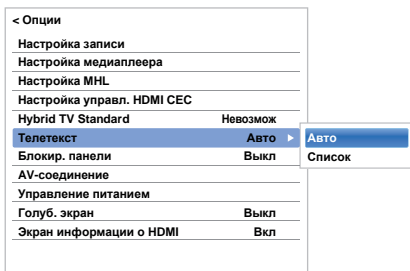 < Опции
Настройка записи
Настройка медиаплеера
Настройка MHL
Настройка управл. HDMI CEC
Hybrid TV Standard Невозмож
Телетекст Авто ▶ Авто
Блокир. панели Выкл Список
AV-соединение
Управление питанием
Голуб. экран Выкл
Экран информации о HDMI Вкл